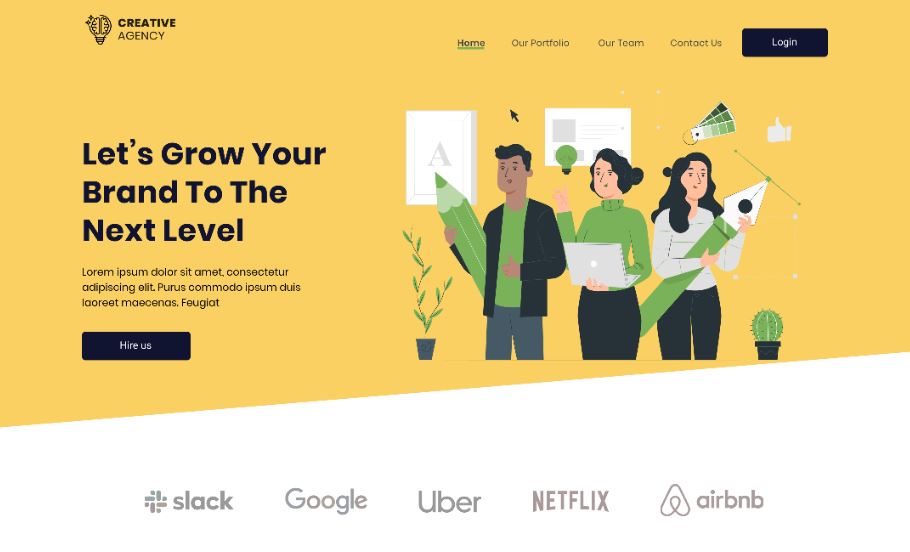 CREATIVE
AGENCY
Home
Our Portfolio
Our Team
Contact Us
Login
A
Let's Grow Your
Brand To The
Next Level
Lorem ipsum dolor sit amet, consectetur
adipiscing elit. Purus commodo ipsum duis
laoreet maecenas. Feugiat
Hire us
slack
Google
Uber
NETFLIX
airbnb